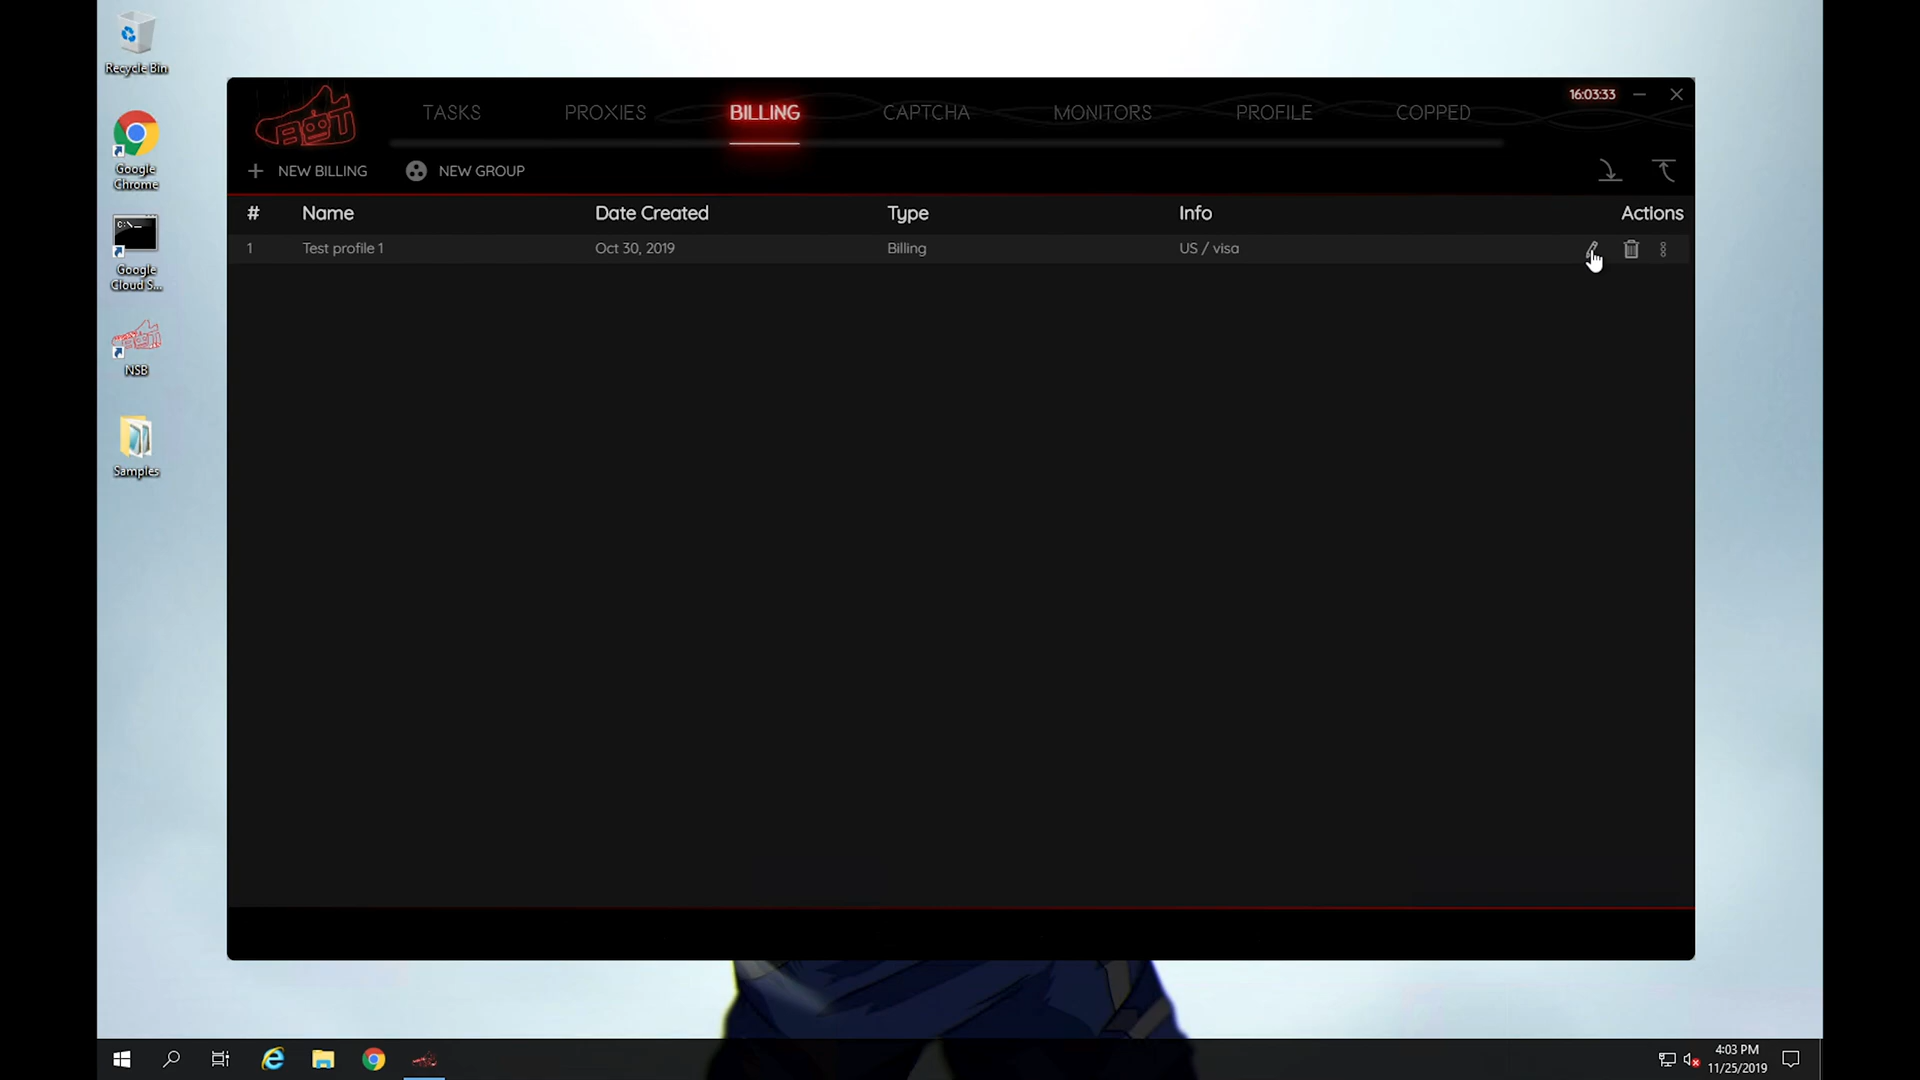 Recycle Bin
Google
Chrome
Google
Cloud S...
NSB
Samples
BOT
TASKS PROXIES BILLING CAPTCHA MONITORS PROFILE COPPED
16:03:33
NEW BILLING NEW GROUP
# Name Date Created Type Info Actions
1 Test profile 1 Oct 30, 2019 Billing US / visa
4:03 PM
11/25/2019